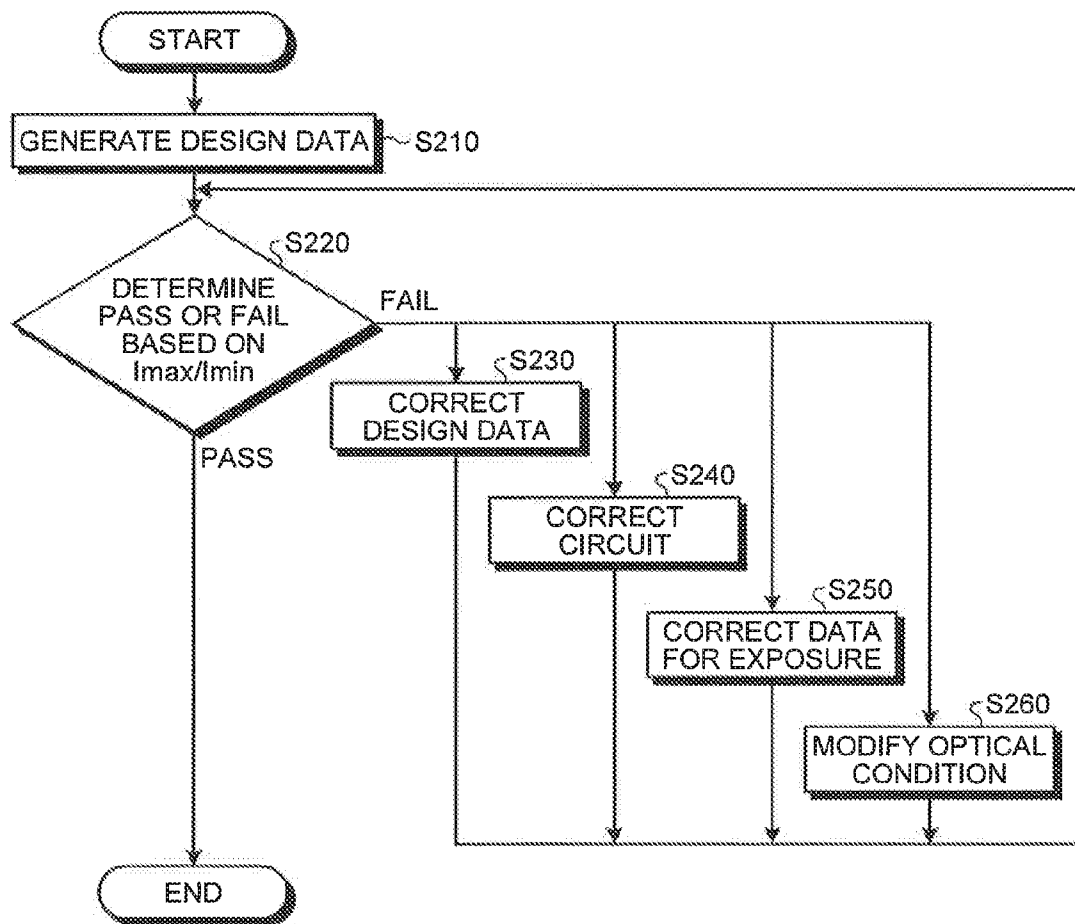 START
GENERATE DESIGN DATA
S210
S220
DETERMINE
PASS OR FAIL
BASED ON
Imax/Imin
FAIL
PASS
S230
CORRECT
DESIGN DATA
S240
CORRECT
CIRCUIT
S250
CORRECT DATA
FOR EXPOSURE
S260
MODIFY OPTICAL
CONDITION
END